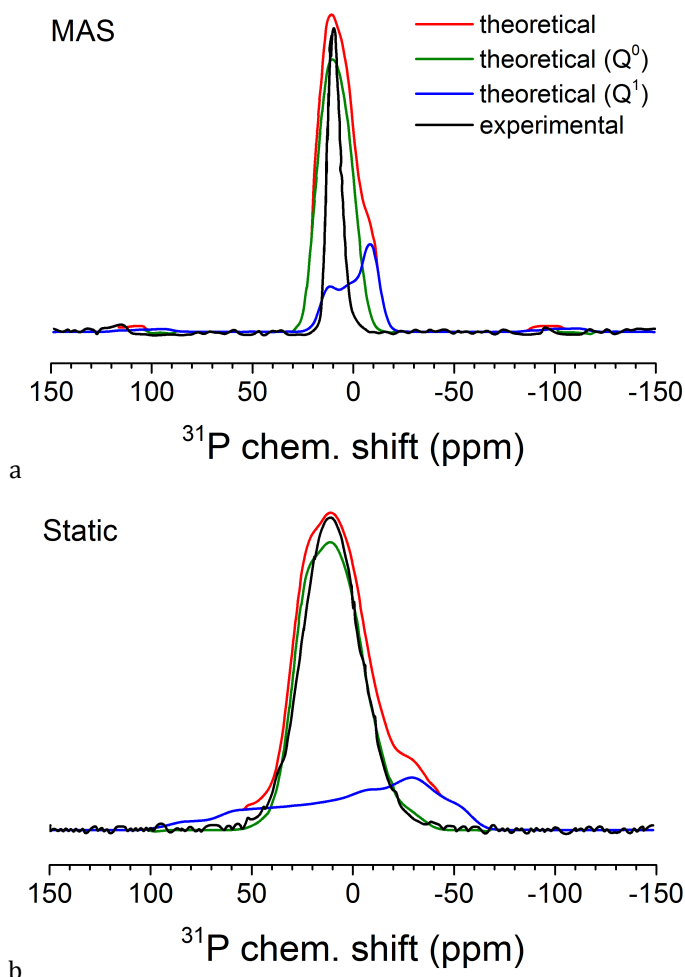 MAS
theoretical
theoretical (Q⁰)
theoretical (Q¹)
experimental
150 100 50 0 -50 -100 -150
³¹P chem. shift (ppm)
a
Static
150 100 50 0 -50 -100 -150
³¹P chem. shift (ppm)
b